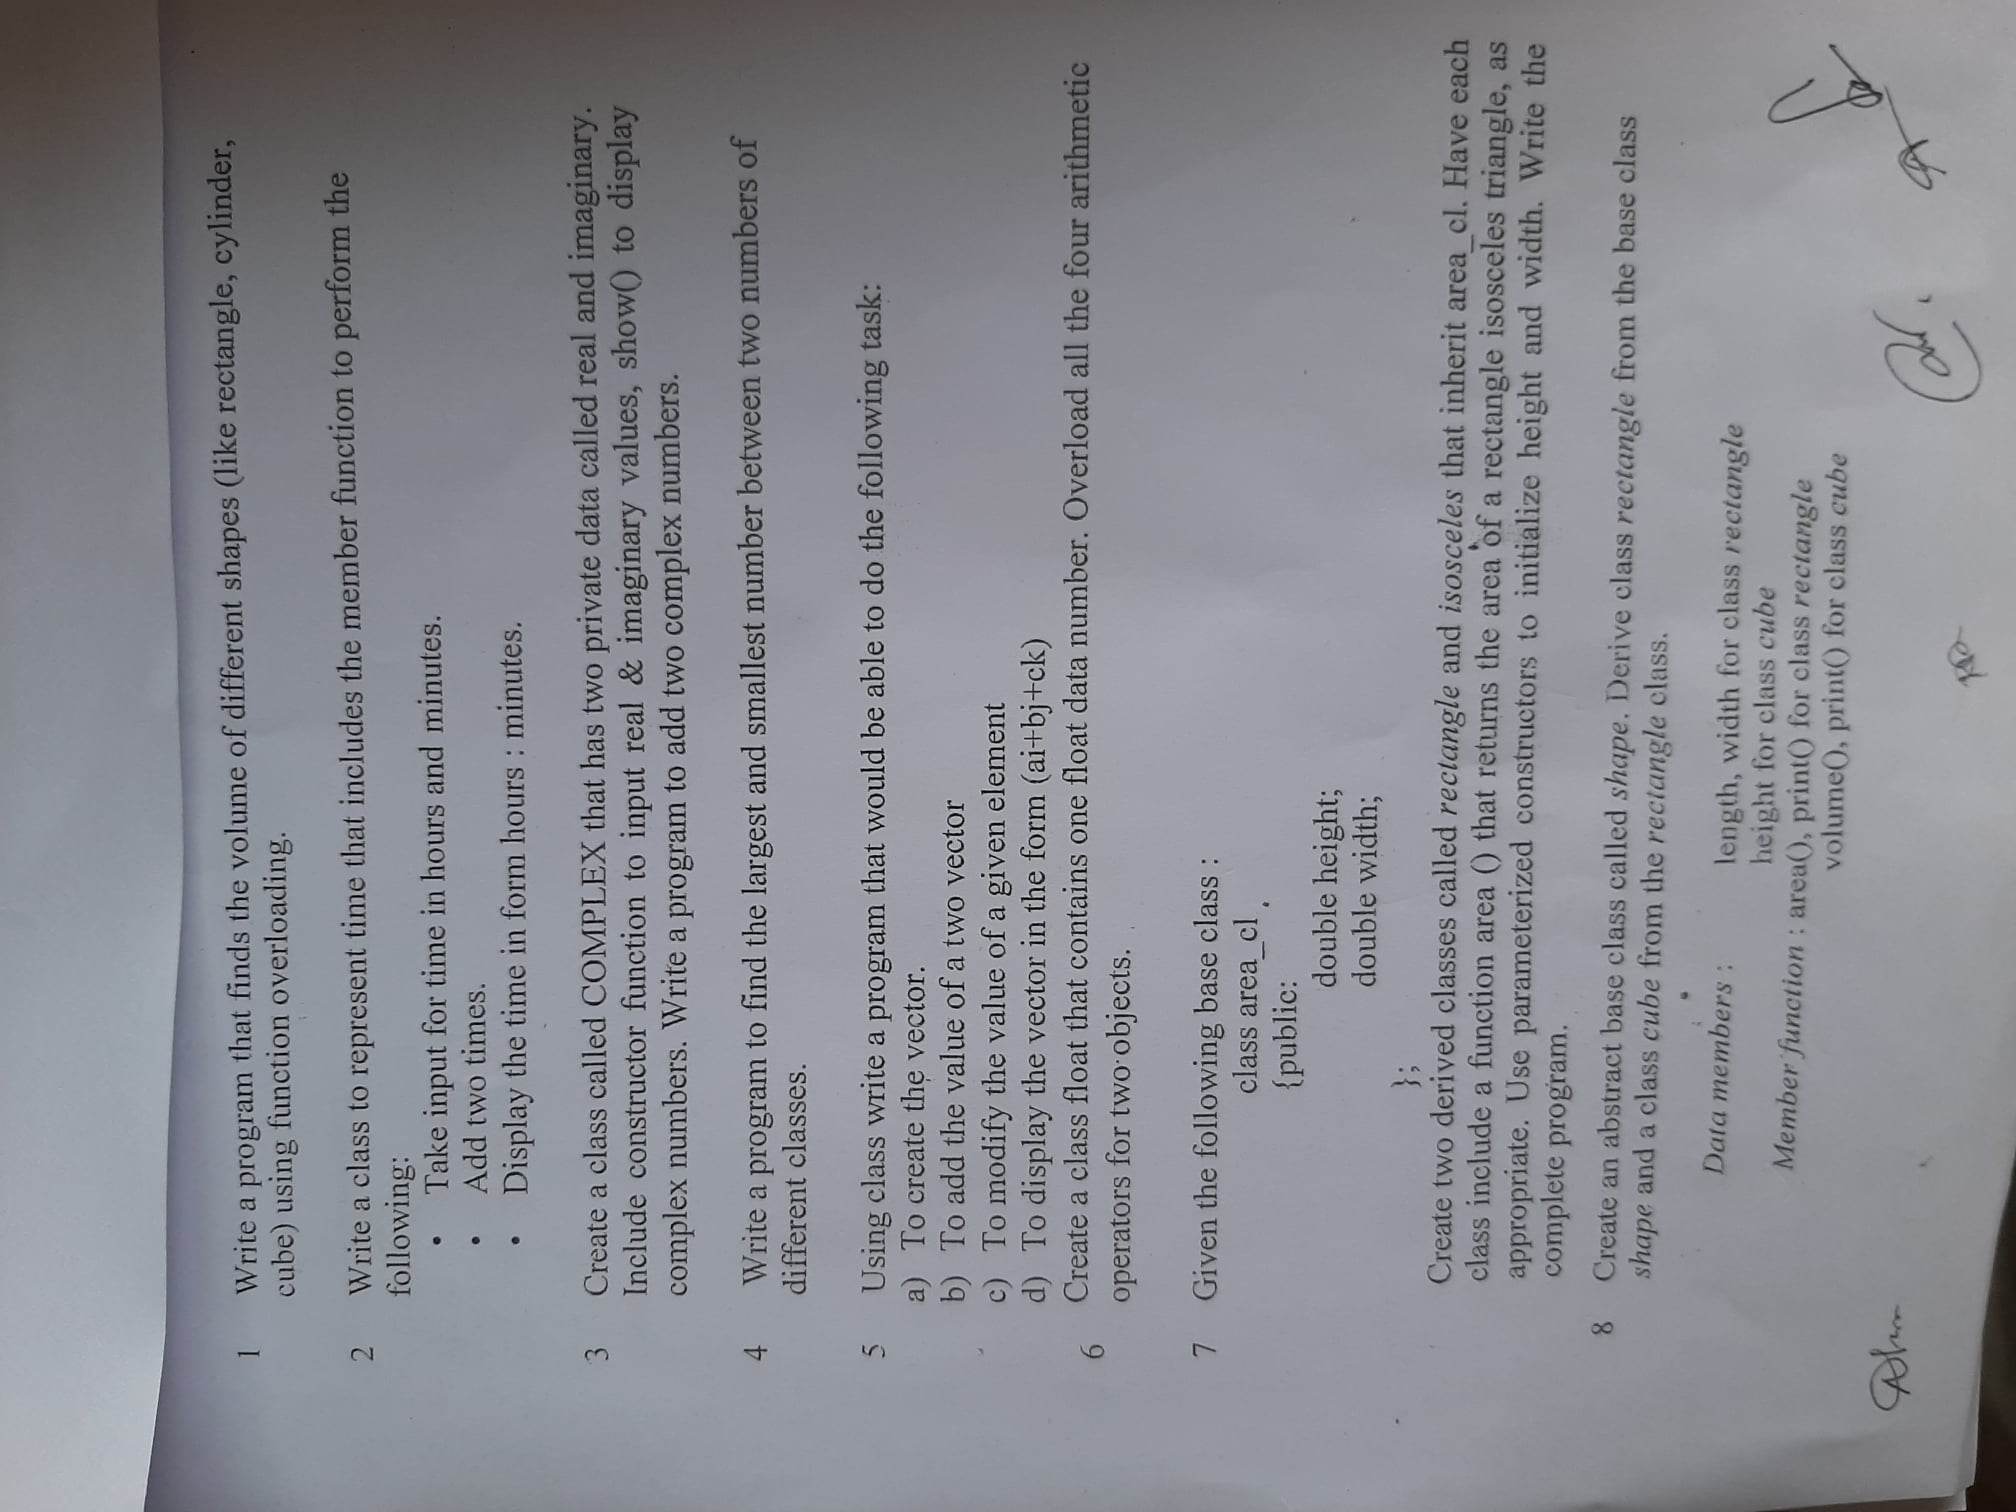 1 Write a program that finds the volume of different shapes (like rectangle, cylinder,
cube) using function overloading.
2 Write a class to represent time that includes the member function to perform the
following:
• Take input for time in hours and minutes.
• Add two times.
• Display the time in form hours : minutes.
3 Create a class called COMPLEX that has two private data called real and imaginary.
Include constructor function to input real & imaginary values, show() to display
complex numbers. Write a program to add two complex numbers.
4 Write a program to find the largest and smallest number between two numbers of
different classes.
5 Using class write a program that would be able to do the following task:
a) To create the vector.
b) To add the value of a two vector
c) To modify the value of a given element
d) To display the vector in the form (ai+bj+ck)
6 Create a class float that contains one float data number. Overload all the four arithmetic
operators for two objects.
7 Given the following base class :
class area_cl
{public:
double height;
double width;
};
Create two derived classes called rectangle and isosceles that inherit area_cl. Have each
class include a function area () that returns the area of a rectangle isosceles triangle, as
appropriate. Use parameterized constructors to initialize height and width. Write the
complete program.
8 Create an abstract base class called shape. Derive class rectangle from the base class
shape and a class cube from the rectangle class.
Data members : length, width for class rectangle
height for class cube
Member function : area(), print() for class rectangle
volume(), print() for class cube